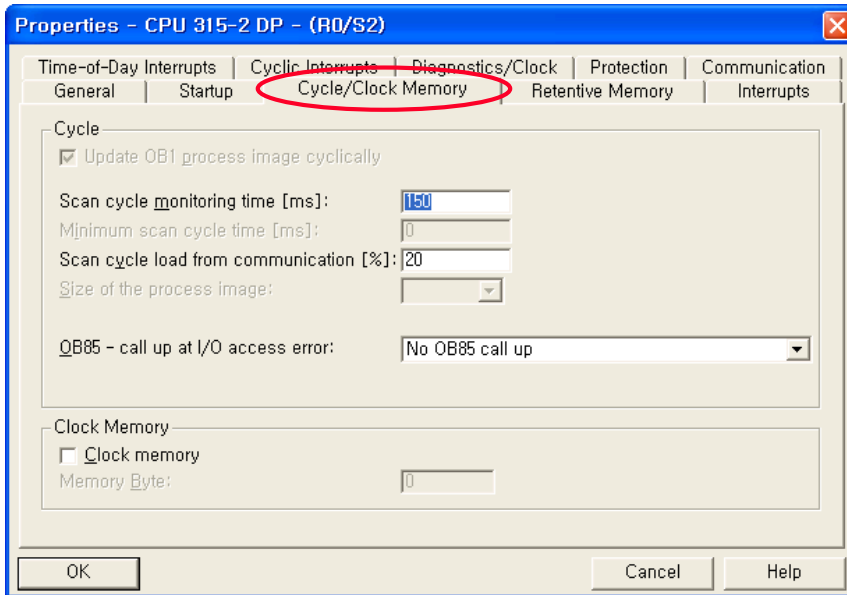 Properties - CPU 315-2 DP - (R0/S2)
Time-of-Day Interrupts Cyclic Interrupts Diagnostics/Clock Protection Communication
General Startup Cycle/Clock Memory Retentive Memory Interrupts
Cycle
Update OB1 process image cyclically
Scan cycle monitoring time [ms]: 150
Minimum scan cycle time [ms]: 0
Scan cycle load from communication [%]: 20
Size of the process image:
OB85 - call up at I/O access error: No OB85 call up
Clock Memory
Clock memory
Memory Byte: 0
OK Cancel Help